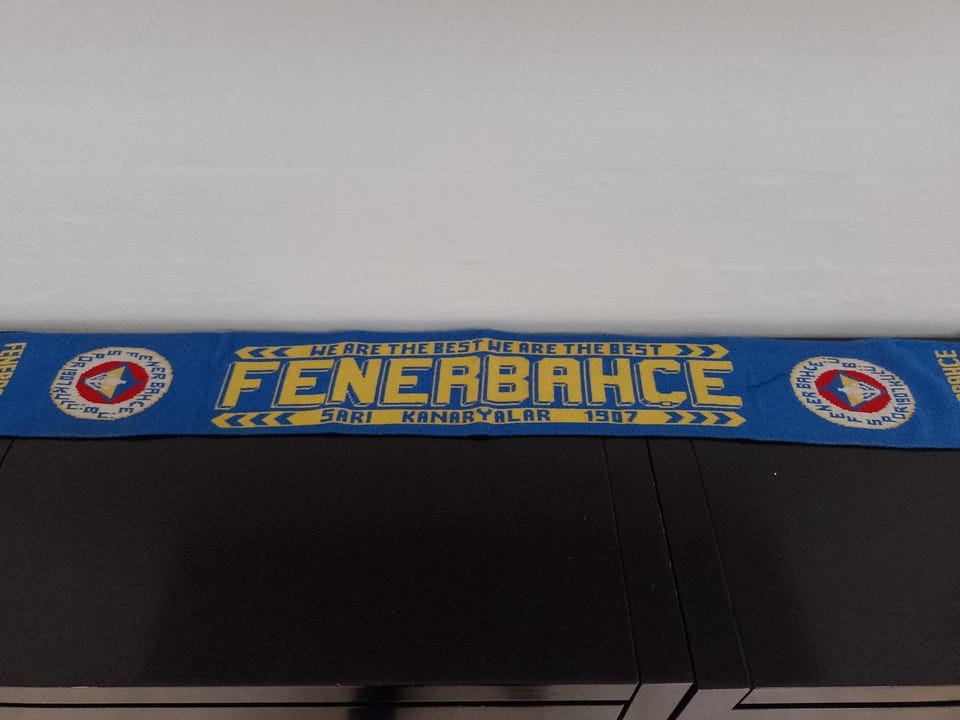 WE ARE THE BEST WE ARE THE BEST
FENERBAHÇE
SARI KANARYALAR 1907